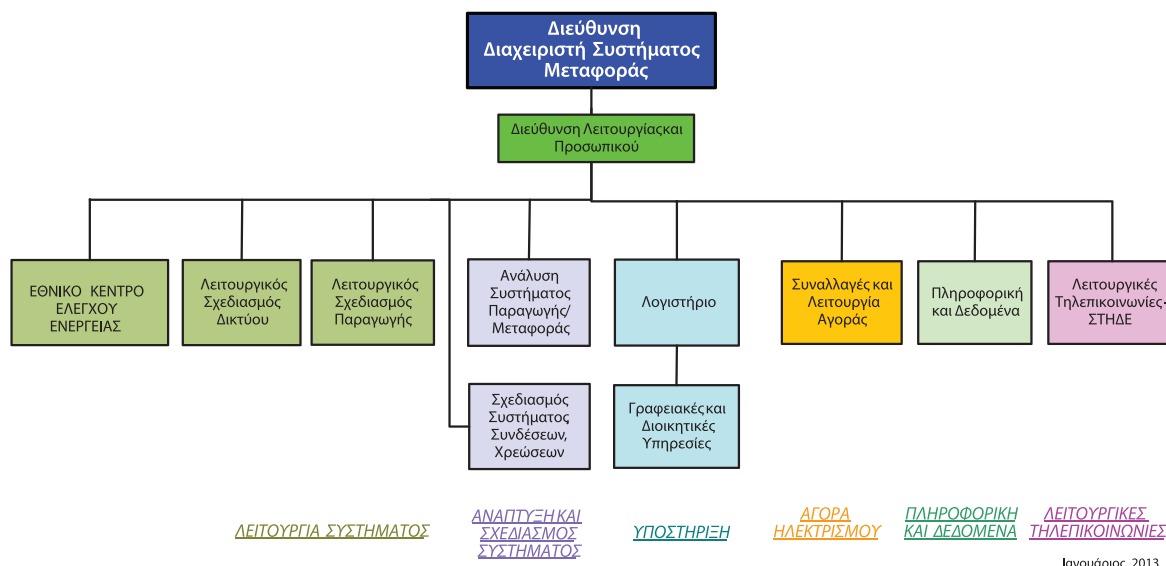 Διεύθυνση
Διαχειριστή Συστήματος
Μεταφοράς
Διεύθυνση Λειτουργίαςκαι
Προσωπικού
ΕΘΝΙΚΟ ΚΕΝΤΡΟ
ΕΛΕΓΧΟΥ
ΕΝΕΡΓΕΙΑΣ
Λειτουργικός
Σχεδιασμός
Δικτύου
Λειτουργικός
Σχεδιασμός
Παραγωγής
Ανάλυση
Συστήματος
Παραγωγής/
Μεταφοράς
Λογιστήριο
Συναλλαγές και
Λειτουργία
Αγοράς
Πληροφορική
και Δεδομένα
Λειτουργικές
Τηλεπικοινωνίες-
ΣΤΗΔΕ
Σχεδιασμός
Συστήματος,
Συνδέσεων,
Χρεώσεων
Γραφειακές και
Διοικητικές
Υπηρεσίες
ΛΕΙΤΟΥΡΓΙΑ ΣΥΣΤΗΜΑΤΟΣ
ΑΝΑΠΤΥΞΗ ΚΑΙ
ΣΧΕΔΙΑΣΜΟΣ
ΣΥΣΤΗΜΑΤΟΣ
ΥΠΟΣΤΗΡΙΞΗ
ΑΓΟΡΑ
ΗΛΕΚΤΡΙΣΜΟΥ
ΠΛΗΡΟΦΟΡΙΚΗ
ΚΑΙ ΔΕΔΟΜΕΝΑ
ΛΕΙΤΟΥΡΓΙΚΕΣ
ΤΗΛΕΠΙΚΟΙΝΩΝΙΕΣ
Ιανουάριος 2013